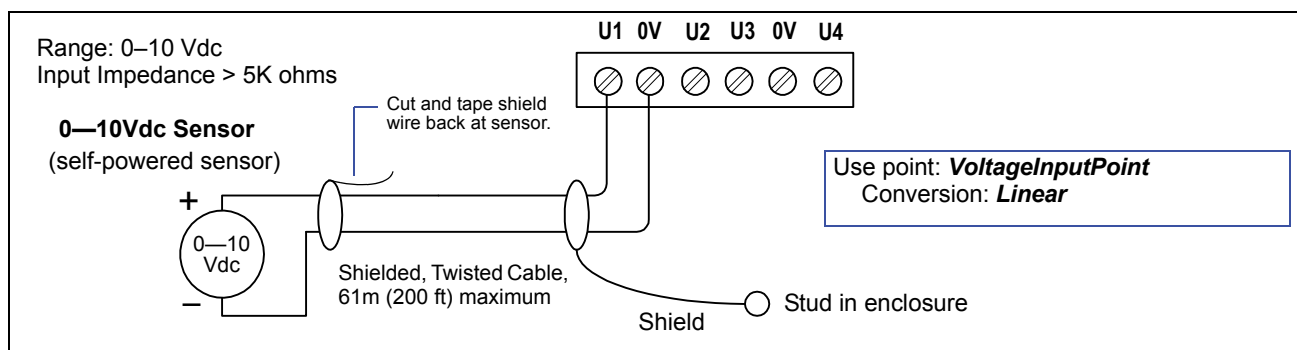 U1 0V U2 U3 0V U4
Range: 0–10 Vdc
Input Impedance > 5K ohms
Cut and tape shield
wire back at sensor.
0—10Vdc Sensor
(self-powered sensor)
Use point: VoltageInputPoint
Conversion: Linear
+
0—10
Vdc
–
Shielded, Twisted Cable,
61m (200 ft) maximum
Shield
Stud in enclosure